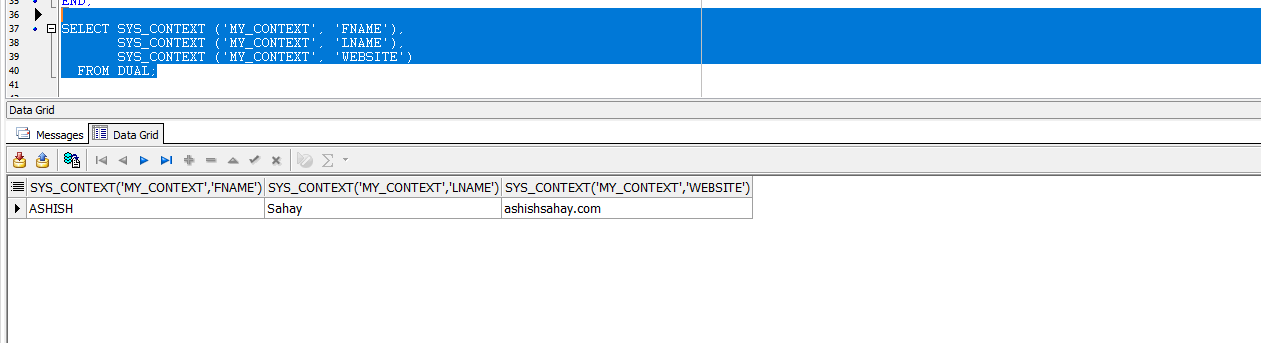 35 END;
36
37 SELECT SYS_CONTEXT ('MY_CONTEXT', 'FNAME'),
38 SYS_CONTEXT ('MY_CONTEXT', 'LNAME'),
39 SYS_CONTEXT ('MY_CONTEXT', 'WEBSITE')
40 FROM DUAL;
41
Data Grid
Messages Data Grid
SYS_CONTEXT('MY_CONTEXT','FNAME') SYS_CONTEXT('MY_CONTEXT','LNAME') SYS_CONTEXT('MY_CONTEXT','WEBSITE')
ASHISH Sahay ashishsahay.com